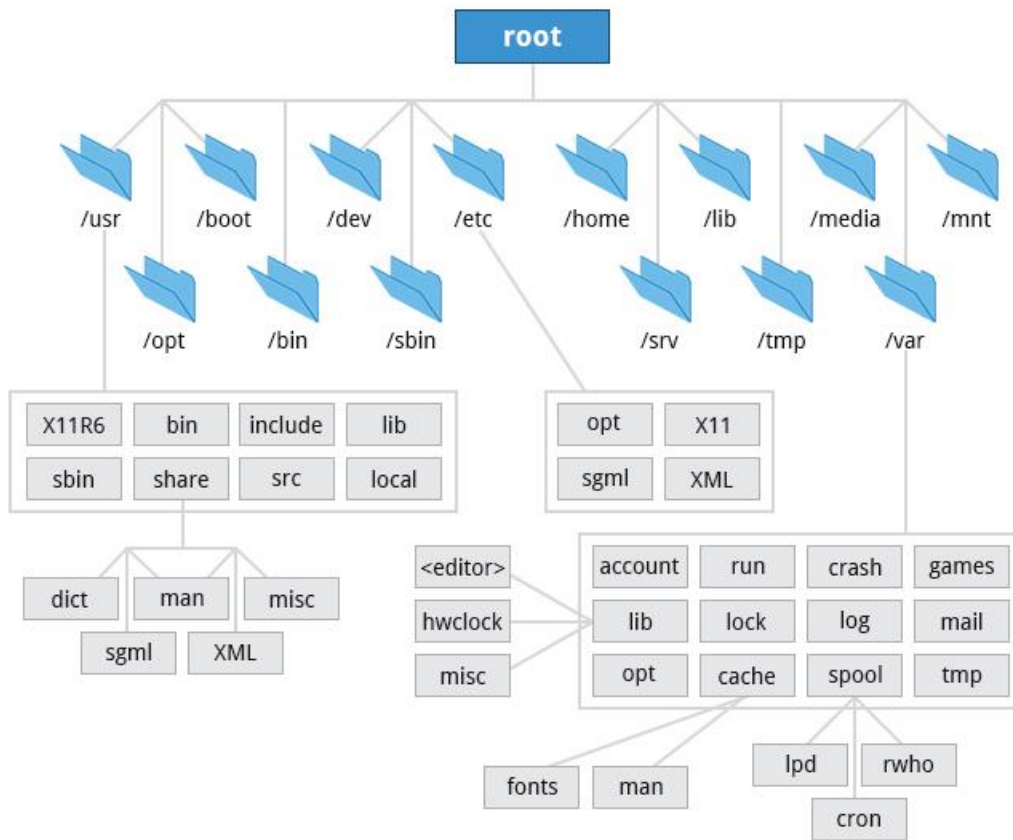 root
/usr
/boot
/dev
/etc
/home
/lib
/media
/mnt
/opt
/bin
/sbin
/srv
/tmp
/var
X11R6 bin include lib
sbin share src local
opt X11
sgml XML
dict man misc
sgml XML
<editor>
hwclock
misc
account run crash games
lib lock log mail
opt cache spool tmp
fonts man
lpd rwho
cron